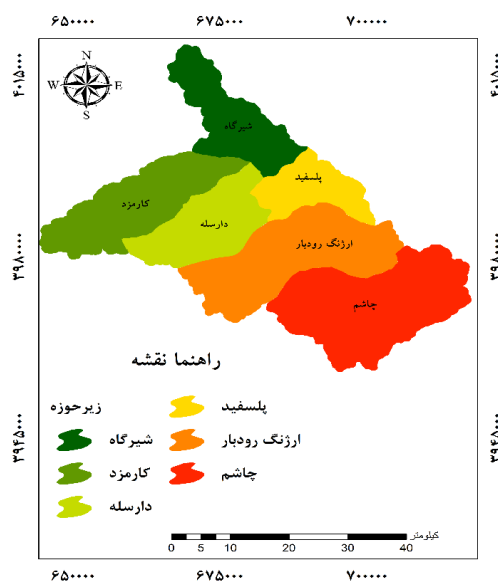 ۶۵۰۰۰۰ ۶۷۵۰۰۰ ۷۰۰۰۰۰
۴۰۱۵۰۰۰ ۴۰۱۵۰۰۰
N
W E
S
شیرگاه
پلسفید
کارمزد
دارسله
ارژنگ رودبار
چاشم
۳۹۸۰۰۰۰ ۳۹۸۰۰۰۰
راهنما نقشه
زیرحوزه
پلسفید
شیرگاه
ارژنگ رودبار
کارمزد
چاشم
دارسله
۳۹۴۵۰۰۰ ۳۹۴۵۰۰۰
0 5 10 20 30 40
کیلومتر
۶۵۰۰۰۰ ۶۷۵۰۰۰ ۷۰۰۰۰۰